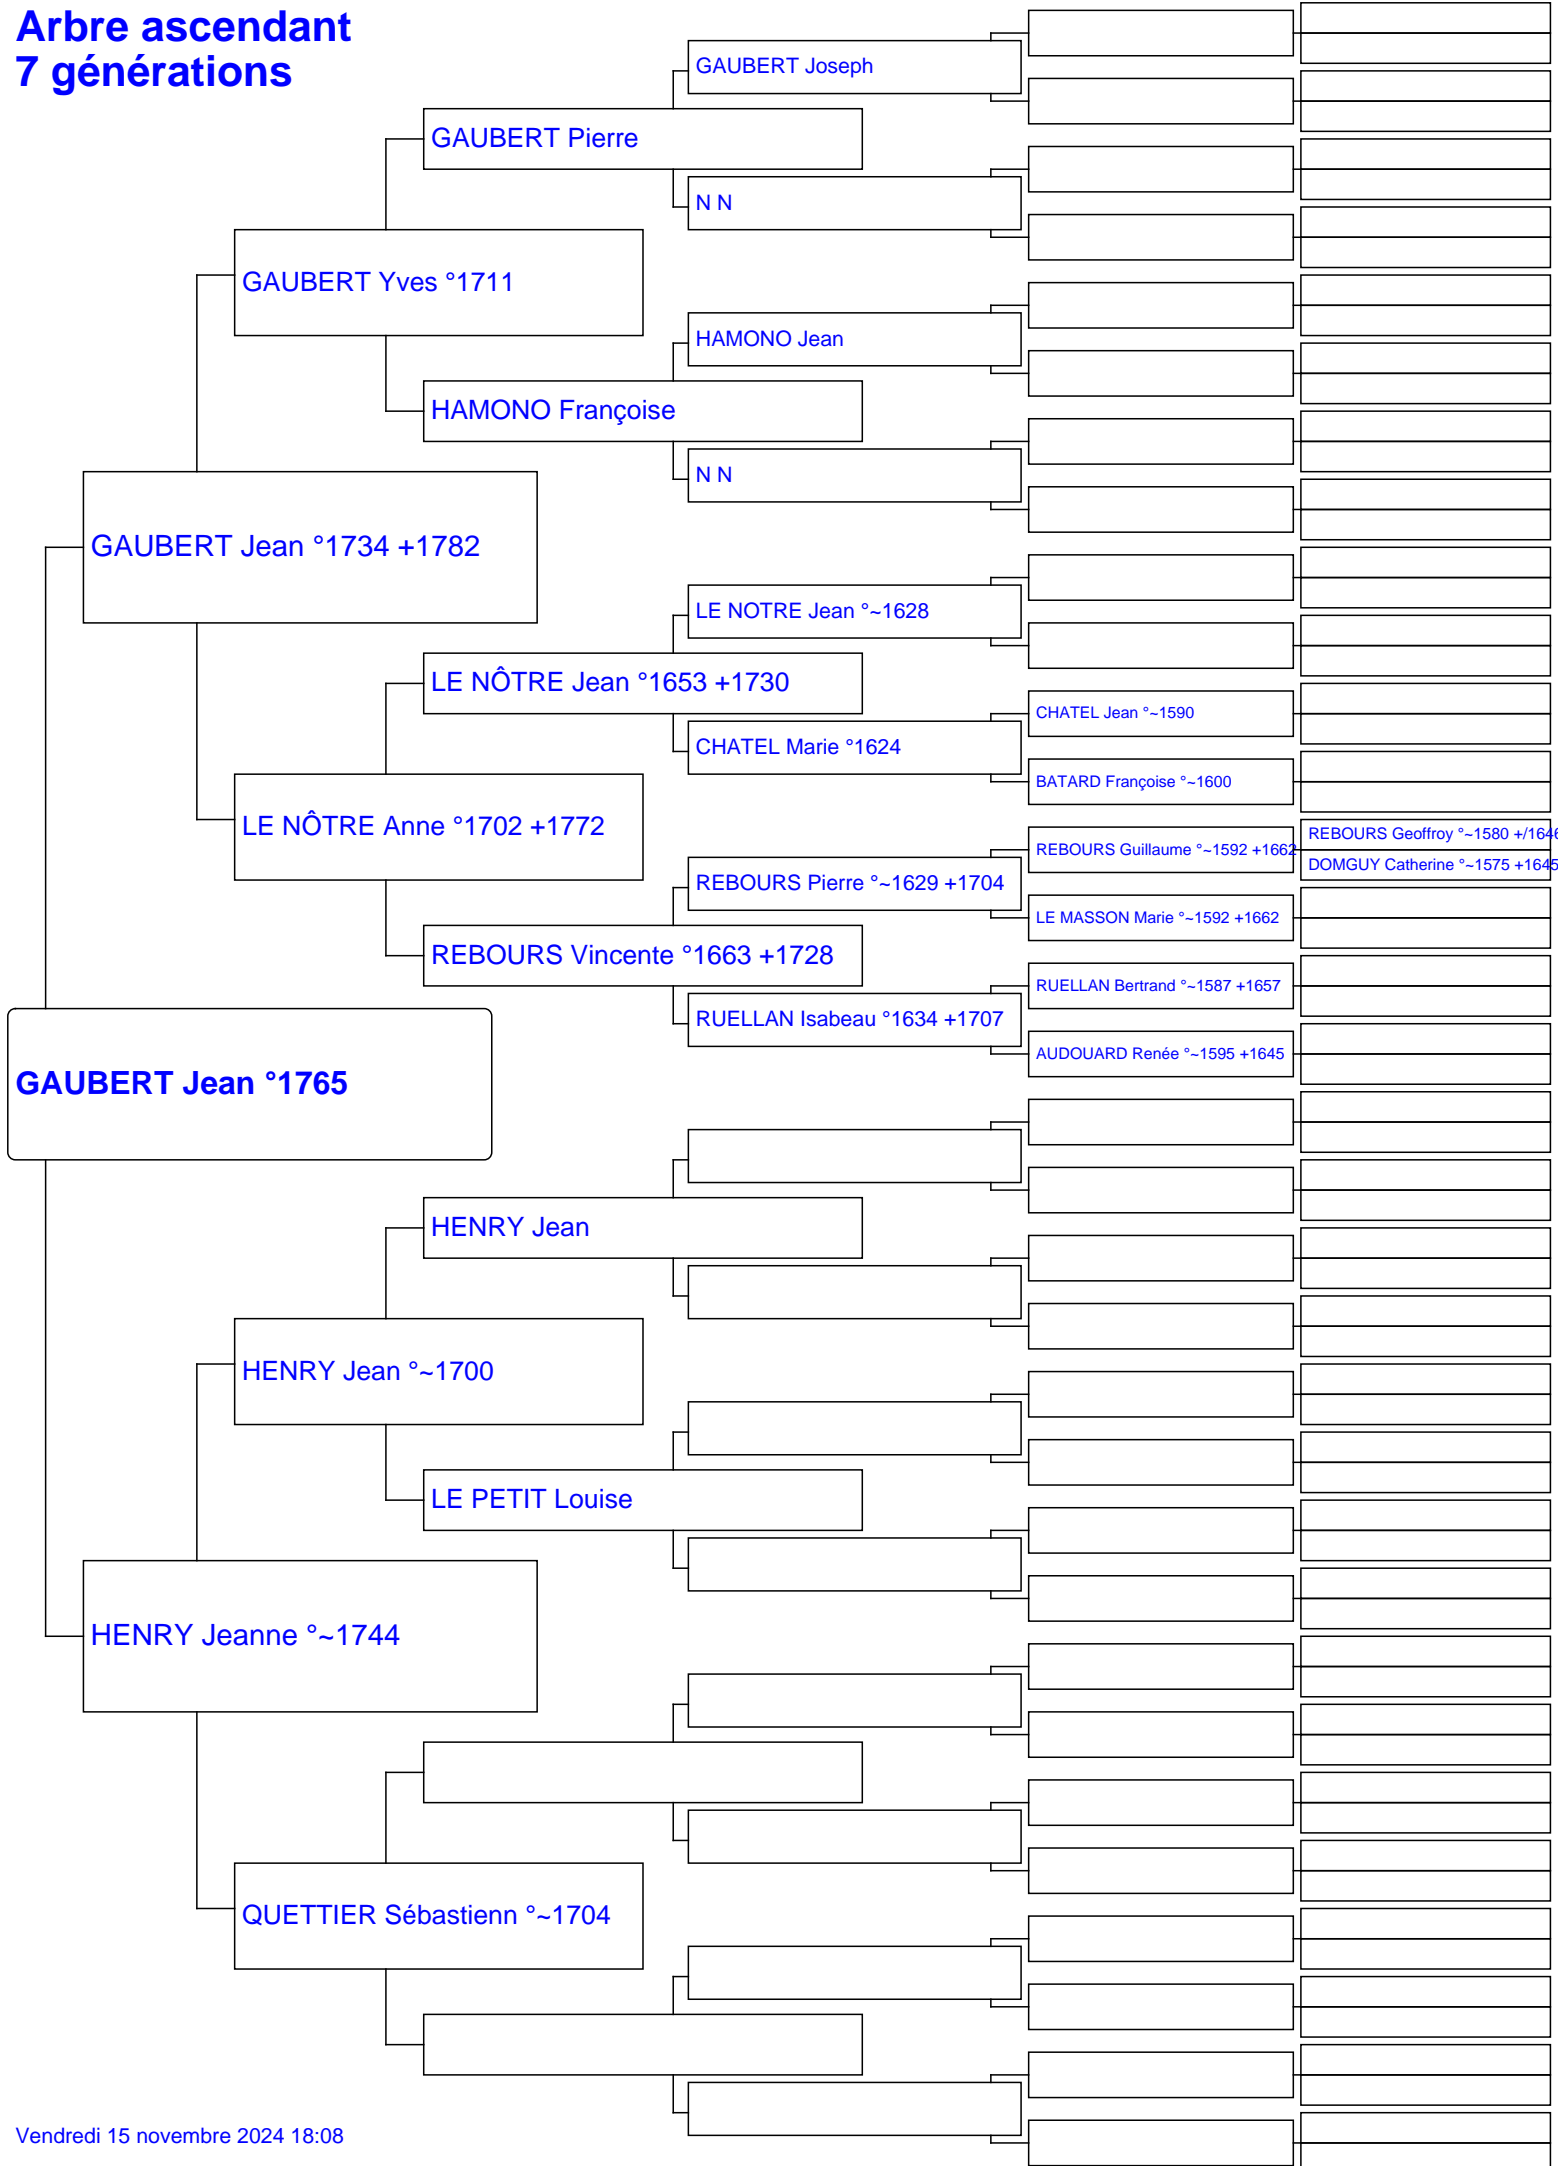 Arbre ascendant
7 générations
GAUBERT Joseph
GAUBERT Pierre
N N
GAUBERT Yves °1711
HAMONO Jean
HAMONO Françoise
N N
GAUBERT Jean °1734 +1782
LE NOTRE Jean °~1628
LE NÔTRE Jean °1653 +1730
CHATEL Jean °~1590
CHATEL Marie °1624
BATARD Françoise °~1600
LE NÔTRE Anne °1702 +1772
REBOURS Geoffroy °~1580 +/1646
REBOURS Guillaume °~1592 +1662
DOMGUY Catherine °~1575 +1645
REBOURS Pierre °~1629 +1704
LE MASSON Marie °~1592 +1662
REBOURS Vincente °1663 +1728
RUELLAN Bertrand °~1587 +1657
RUELLAN Isabeau °1634 +1707
AUDOUARD Renée °~1595 +1645
GAUBERT Jean °1765
HENRY Jean
HENRY Jean °~1700
LE PETIT Louise
HENRY Jeanne °~1744
QUETTIER Sébastienn °~1704
Vendredi 15 novembre 2024 18:08